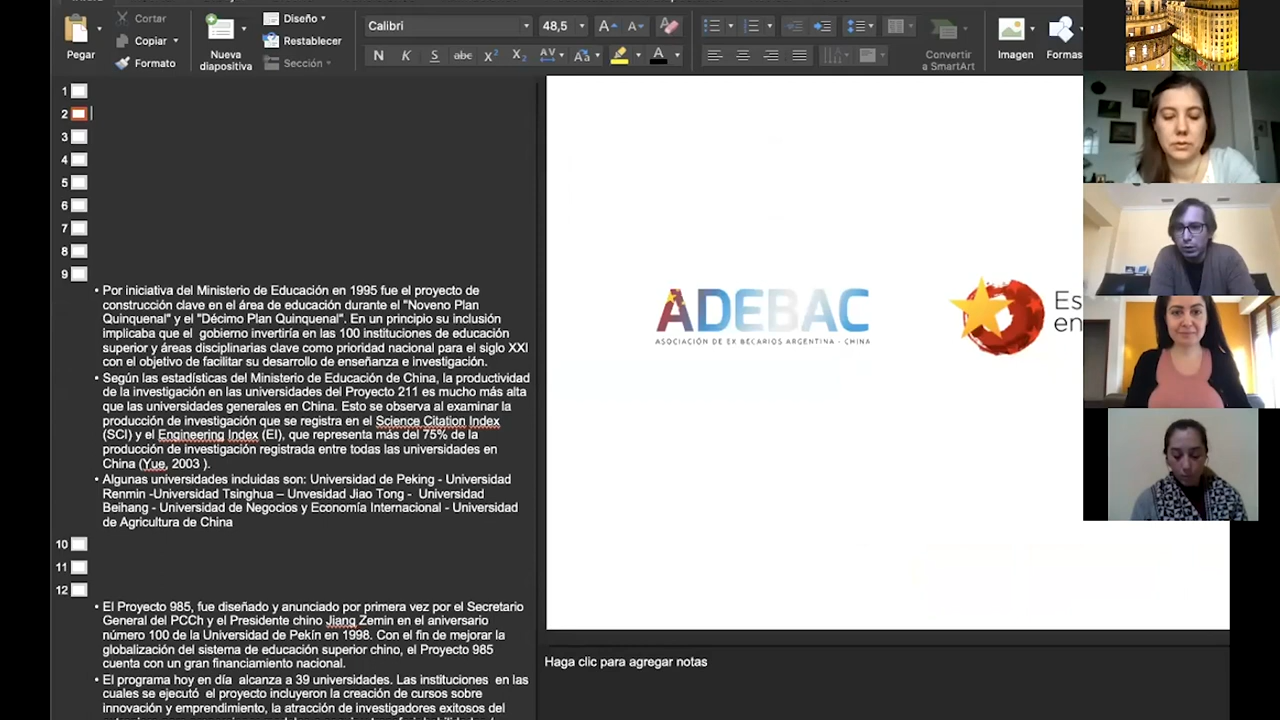 Cortar
Diseño
Calibri
48,5
Copiar
Restablecer
Pegar
Formato
Nueva
diapositiva
Sección
N K S abc X² X₂ AV Aa A
Convertir
a SmartArt
Imagen
Formas
1
2
3
4
5
6
7
8
9
• Por iniciativa del Ministerio de Educación en 1995 fue el proyecto de
construcción clave en el área de educación durante el "Noveno Plan
Quinquenal" y el "Décimo Plan Quinquenal". En un principio su inclusión
implicaba que el gobierno invertiría en las 100 instituciones de educación
superior y áreas disciplinarias clave como prioridad nacional para el siglo XXI
con el objetivo de facilitar su desarrollo de enseñanza e investigación.
• Según las estadísticas del Ministerio de Educación de China, la productividad
de la investigación en las universidades del Proyecto 211 es mucho más alta
que las universidades generales en China. Esto se observa al examinar la
producción de investigación que se registra en el Science Citation Index
(SCI) y el Engineering Index (EI), que representa más del 75% de la
producción de investigación registrada entre todas las universidades en
China (Yue, 2003 ).
• Algunas universidades incluidas son: Universidad de Peking - Universidad
Renmin -Universidad Tsinghua – Unvesidad Jiao Tong - Universidad
Beihang - Universidad de Negocios y Economía Internacional - Universidad
de Agricultura de China
10
11
12
• El Proyecto 985, fue diseñado y anunciado por primera vez por el Secretario
General del PCCh y el Presidente chino Jiang Zemin en el aniversario
número 100 de la Universidad de Pekín en 1998. Con el fin de mejorar la
globalización del sistema de educación superior chino, el Proyecto 985
cuenta con un gran financiamiento nacional.
• El programa hoy en día alcanza a 39 universidades. Las instituciones en las
cuales se ejecutó el proyecto incluyeron la creación de cursos sobre
innovación y emprendimiento, la atracción de investigadores exitosos del
ADEBAC
ASOCIACIÓN DE EX BECARIOS ARGENTINA - CHINA
Es
en
Haga clic para agregar notas